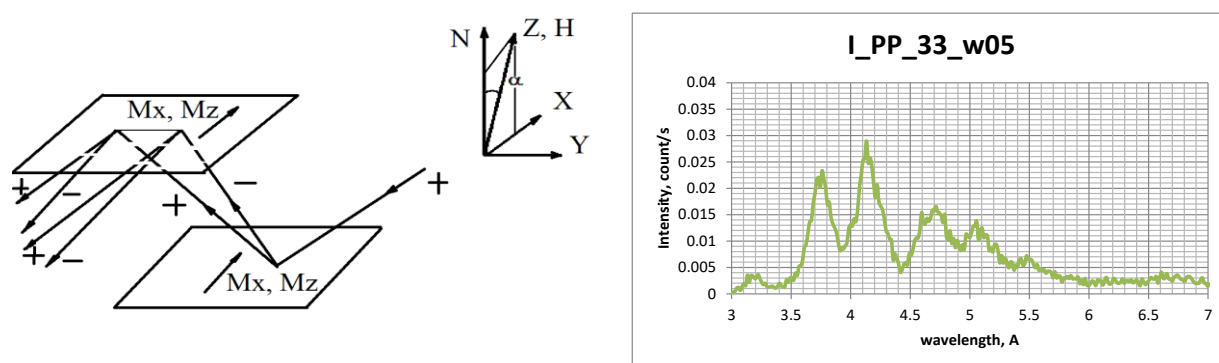 N
Z, H
α
X
Y
Mx, Mz
+
−
+
−
+
−
+
−
+
Mx, Mz
I_PP_33_w05
Intensity, count/s
0.04
0.035
0.03
0.025
0.02
0.015
0.01
0.005
0
3 3.5 4 4.5 5 5.5 6 6.5 7
wavelength, A